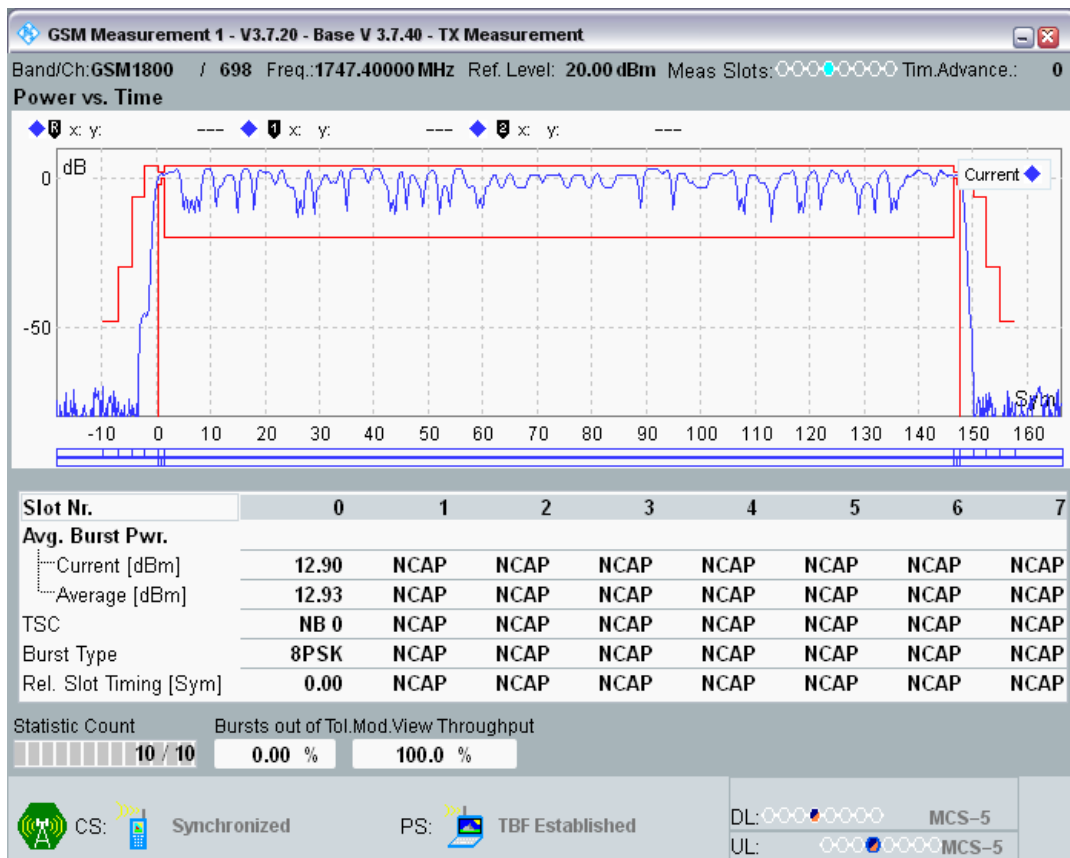 GSM Measurement 1 - V3.7.20 - Base V 3.7.40 - TX Measurement
Band/Ch:GSM1800 / 698 Freq.:1747.40000 MHz Ref. Level: 20.00 dBm Meas Slots: Tim.Advance.: 0
Power vs. Time
R x: y: --- 1 x: y: --- 2 x: y: ---
dB
Current
0
-50
Sym
-10 0 10 20 30 40 50 60 70 80 90 100 110 120 130 140 150 160
Slot Nr. 0 1 2 3 4 5 6 7
Avg. Burst Pwr.
Current [dBm] 12.90 NCAP NCAP NCAP NCAP NCAP NCAP NCAP
Average [dBm] 12.93 NCAP NCAP NCAP NCAP NCAP NCAP NCAP
TSC NB 0 NCAP NCAP NCAP NCAP NCAP NCAP NCAP
Burst Type 8PSK NCAP NCAP NCAP NCAP NCAP NCAP NCAP
Rel. Slot Timing [Sym] 0.00 NCAP NCAP NCAP NCAP NCAP NCAP NCAP
Statistic Count Bursts out of Tol.Mod.View Throughput
10 / 10 0.00 % 100.0 %
CS: Synchronized PS: TBF Established
DL: MCS-5
UL: MCS-5